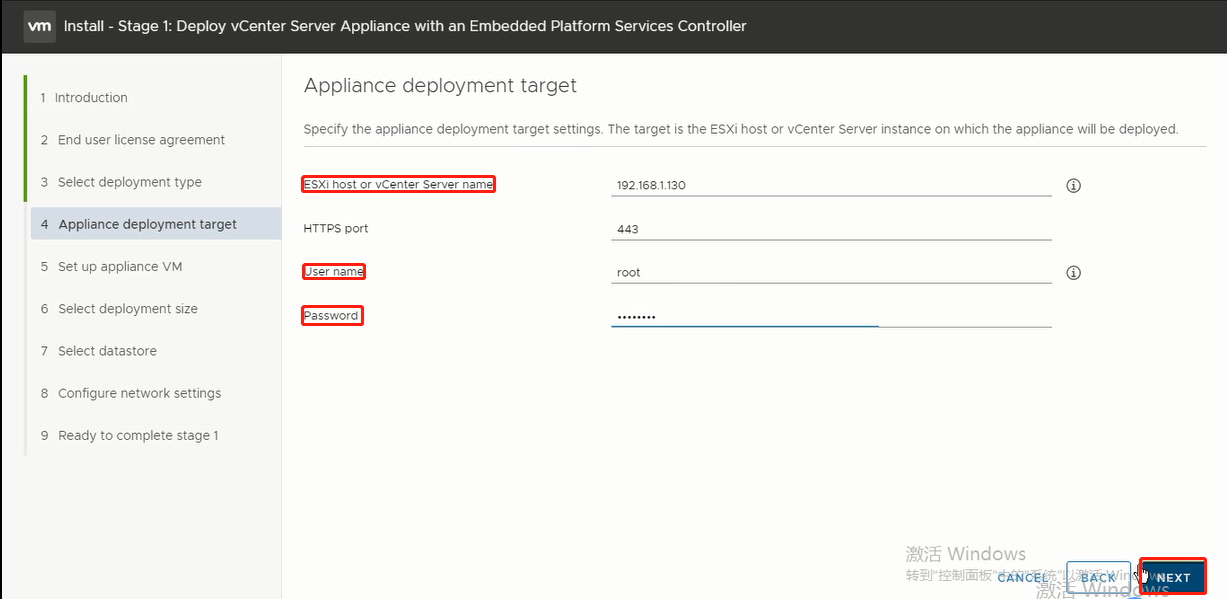 vm Install - Stage 1: Deploy vCenter Server Appliance with an Embedded Platform Services Controller
1 Introduction
2 End user license agreement
3 Select deployment type
4 Appliance deployment target
5 Set up appliance VM
6 Select deployment size
7 Select datastore
8 Configure network settings
9 Ready to complete stage 1
Appliance deployment target
Specify the appliance deployment target settings. The target is the ESXi host or vCenter Server instance on which the appliance will be deployed.
ESXi host or vCenter Server name 192.168.1.130
HTTPS port 443
User name root
Password ••••••••
激活 Windows
转到"控制面板"中的"系统"以激活 Windows
激活 Windows
CANCEL BACK NEXT